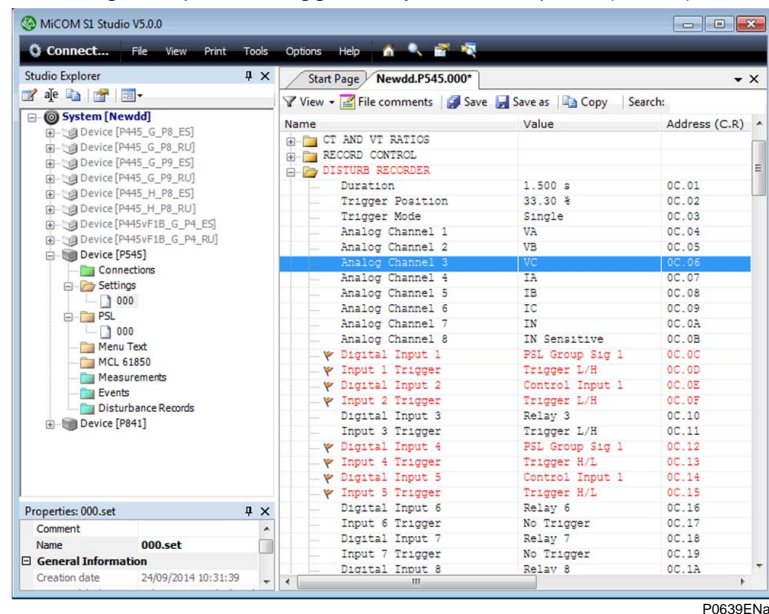 MiCOM S1 Studio V5.0.0
Connect... File View Print Tools Options Help
Studio Explorer
System [Newdd]
Device [P445_G_P8_ES]
Device [P445_G_P8_RU]
Device [P445_G_P9_ES]
Device [P445_G_P9_RU]
Device [P445_H_P8_ES]
Device [P445_H_P8_RU]
Device [P445vF1B_G_P4_ES]
Device [P445vF1B_G_P4_RU]
Device [P545]
Connections
Settings
000
PSL
000
Menu Text
MCL 61850
Measurements
Events
Disturbance Records
Device [P841]
Properties: 000.set
Comment
Name 000.set
General Information
Creation date 24/09/2014 10:31:39
Start Page Newdd.P545.000*
View File comments Save Save as Copy Search:
Name Value Address (C.R)
CT AND VT RATIOS
RECORD CONTROL
DISTURB RECORDER
Duration 1.500 s 0C.01
Trigger Position 33.30 % 0C.02
Trigger Mode Single 0C.03
Analog Channel 1 VA 0C.04
Analog Channel 2 VB 0C.05
Analog Channel 3 VC 0C.06
Analog Channel 4 IA 0C.07
Analog Channel 5 IB 0C.08
Analog Channel 6 IC 0C.09
Analog Channel 7 IN 0C.0A
Analog Channel 8 IN Sensitive 0C.0B
Digital Input 1 PSL Group Sig 1 0C.0C
Input 1 Trigger Trigger L/H 0C.0D
Digital Input 2 Control Input 1 0C.0E
Input 2 Trigger Trigger L/H 0C.0F
Digital Input 3 Relay 3 0C.10
Input 3 Trigger Trigger L/H 0C.11
Digital Input 4 PSL Group Sig 1 0C.12
Input 4 Trigger Trigger H/L 0C.13
Digital Input 5 Control Input 1 0C.14
Input 5 Trigger Trigger H/L 0C.15
Digital Input 6 Relay 6 0C.16
Input 6 Trigger No Trigger 0C.17
Digital Input 7 Relay 7 0C.18
Input 7 Trigger No Trigger 0C.19
Digital Input 8 Relay 8 0C.1A
P0639ENa